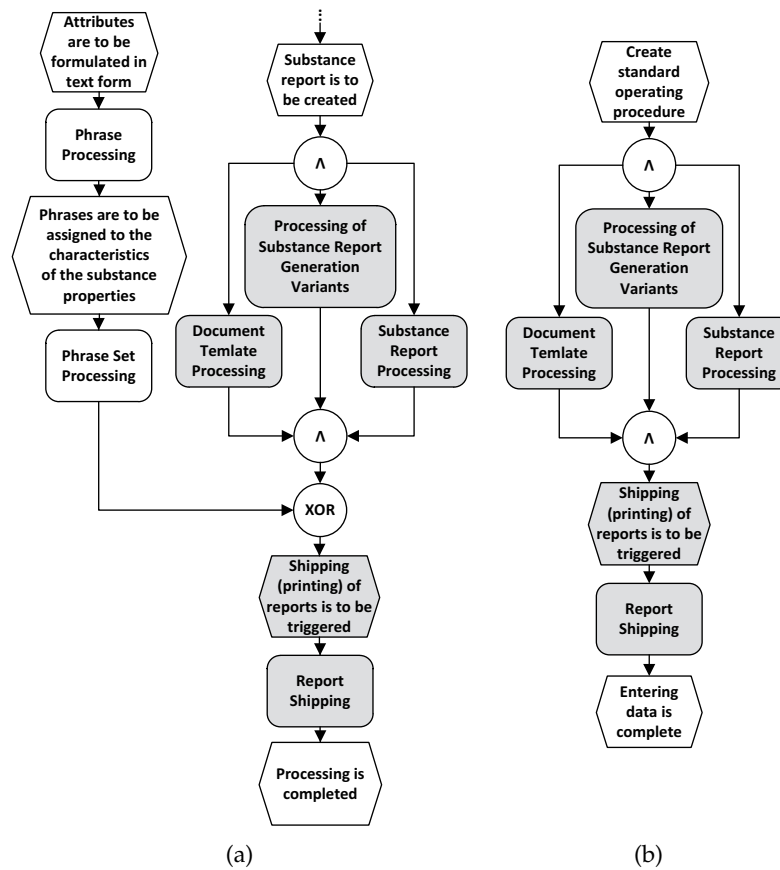 Attributes
are to be
formulated in
text form
Phrase
Processing
Phrases are to be
assigned to the
characteristics
of the substance
properties
Phrase Set
Processing
⋮
Substance
report is to
be created
Λ
Processing of
Substance Report
Generation
Variants
Document
Temlate
Processing
Substance
Report
Processing
Λ
XOR
Shipping
(printing) of
reports is to be
triggered
Report
Shipping
Processing is
completed
(a)
Create
standard
operating
procedure
Λ
Processing of
Substance Report
Generation
Variants
Document
Temlate
Processing
Substance
Report
Processing
Λ
Shipping
(printing) of
reports is to be
triggered
Report
Shipping
Entering
data is
complete
(b)